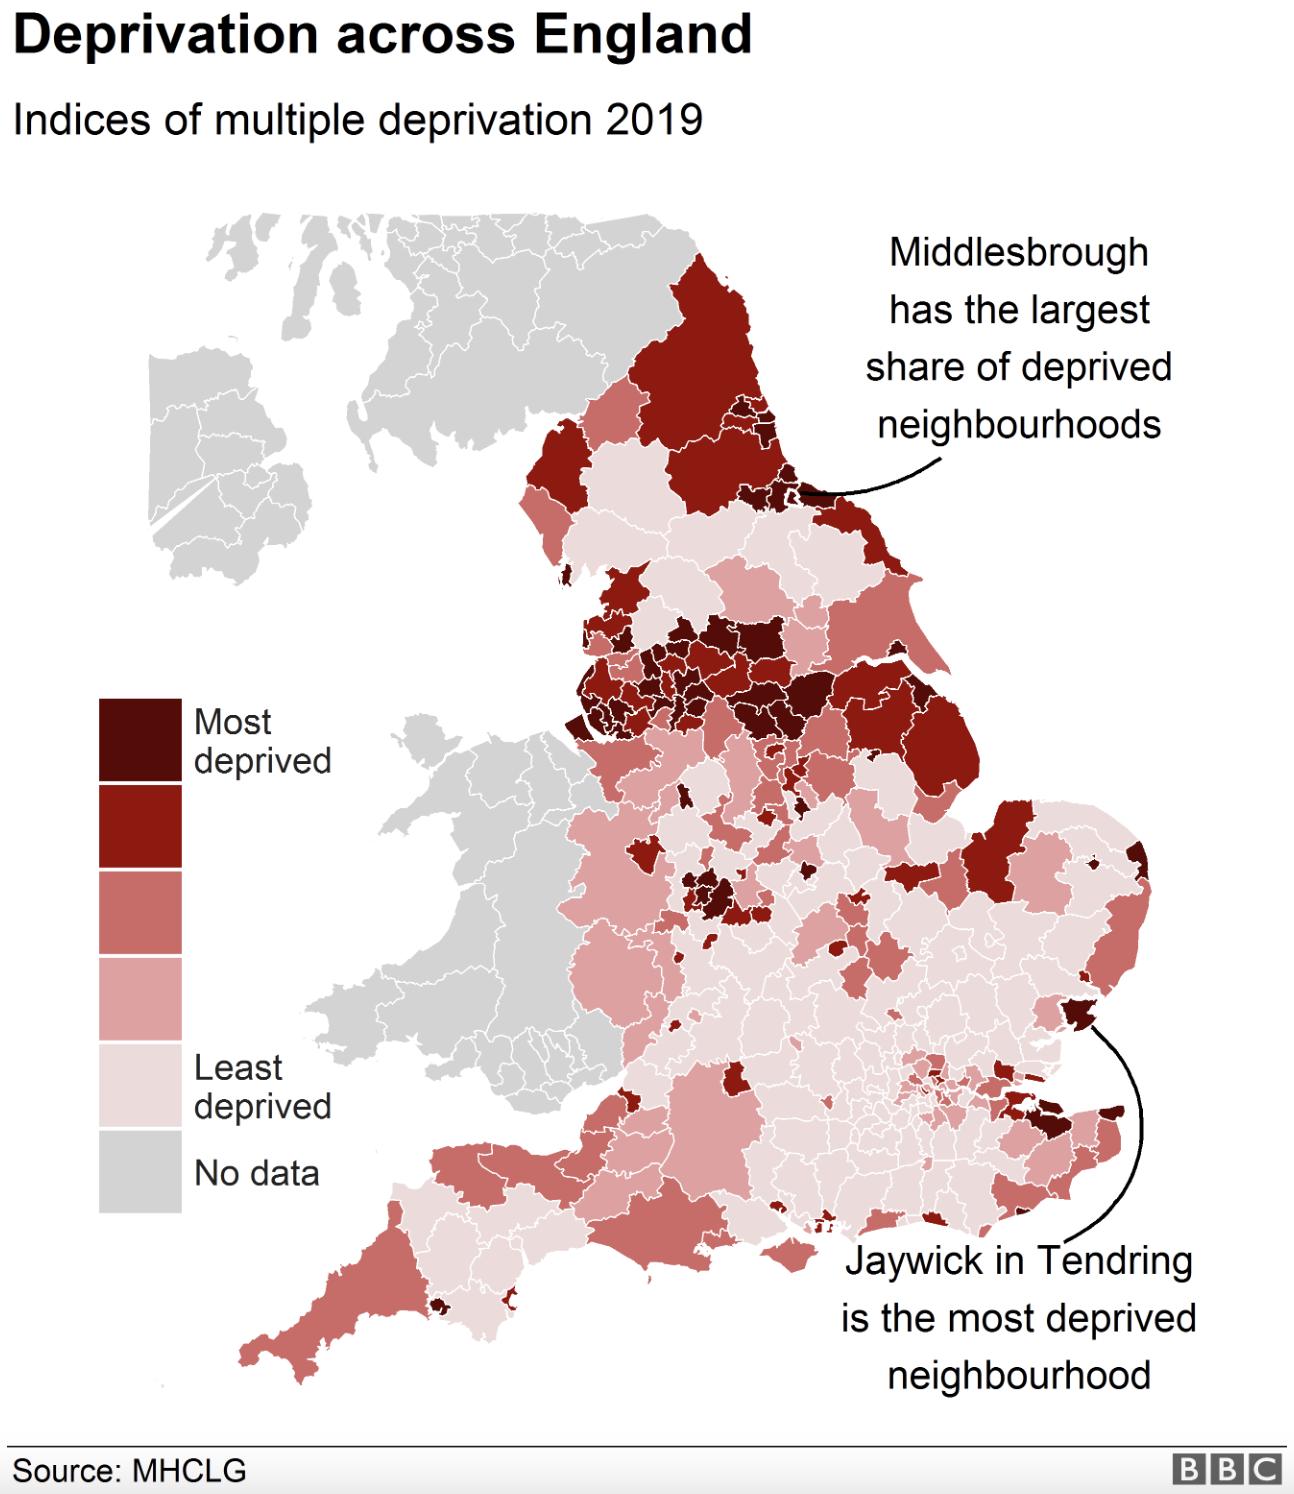 Deprivation across England
Indices of multiple deprivation 2019
Middlesbrough
has the largest
share of deprived
neighbourhoods
Most
deprived
Least
deprived
No data
Jaywick in Tendring
is the most deprived
neighbourhood
Source: MHCLG
BBC